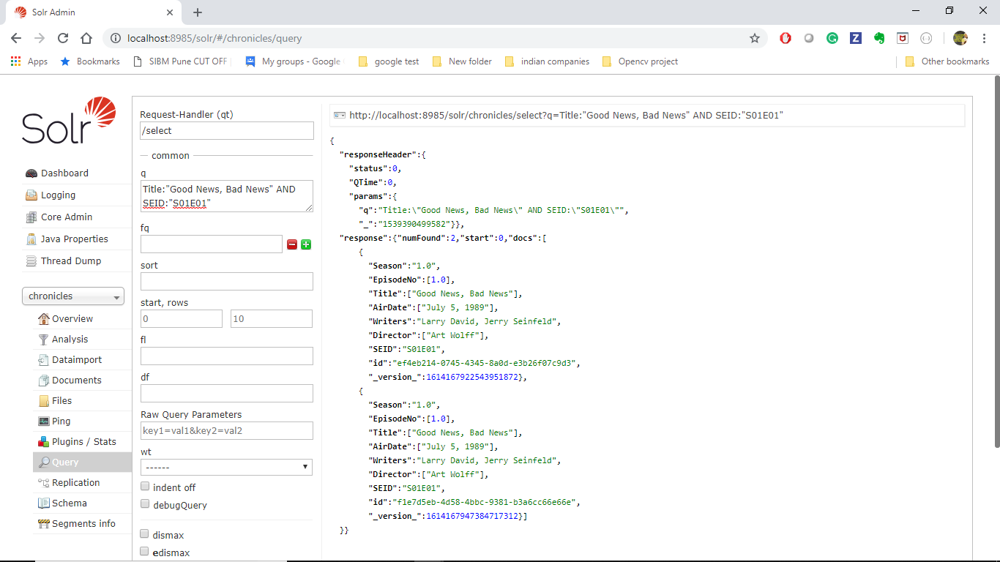 Solr Admin
localhost:8985/solr/#/chronicles/query
Apps
Bookmarks
SIBM Pune CUT OFF
My groups - Google
google test
New folder
indian companies
Opencv project
Other bookmarks
Solr
Dashboard
Logging
Core Admin
Java Properties
Thread Dump
chronicles
Overview
Analysis
Dataimport
Documents
Files
Ping
Plugins / Stats
Query
Replication
Schema
Segments info
Request-Handler (qt)
/select
common
q
Title:"Good News, Bad News" AND
SEID:"S01E01"
fq
sort
start, rows
0
10
fl
df
Raw Query Parameters
key1=val1&key2=val2
wt
------
indent off
debugQuery
dismax
edismax
http://localhost:8985/solr/chronicles/select?q=Title:"Good News, Bad News" AND SEID:"S01E01"
{
"responseHeader":{
"status":0,
"QTime":0,
"params":{
"q":"Title:\"Good News, Bad News\" AND SEID:\"S01E01\"",
"_":"1539390499582"}},
"response":{"numFound":2,"start":0,"docs":[
{
"Season":"1.0",
"EpisodeNo":[1.0],
"Title":["Good News, Bad News"],
"AirDate":["July 5, 1989"],
"Writers":"Larry David, Jerry Seinfeld",
"Director":["Art Wolff"],
"SEID":"S01E01",
"id":"ef4eb214-0745-4345-8a0d-e3b26f07c9d3",
"_version_":1614167922543951872},
{
"Season":"1.0",
"EpisodeNo":[1.0],
"Title":["Good News, Bad News"],
"AirDate":["July 5, 1989"],
"Writers":"Larry David, Jerry Seinfeld",
"Director":["Art Wolff"],
"SEID":"S01E01",
"id":"f1e7d5eb-4d58-4bbc-9381-b3a6cc66e66e",
"_version_":1614167947384717312}]
}}